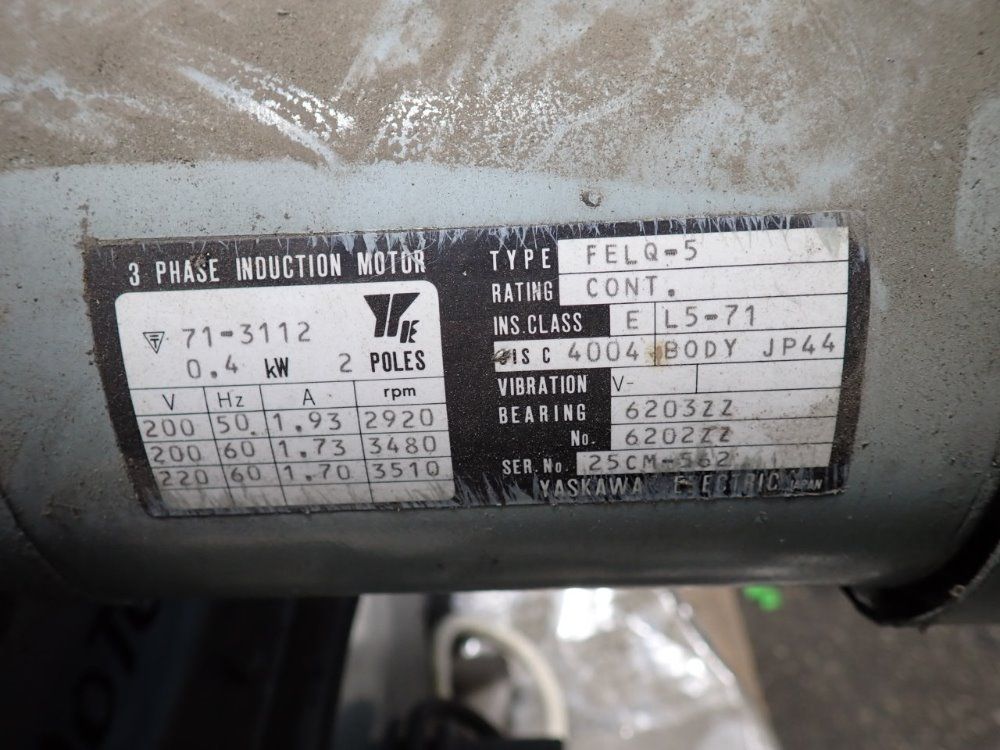 3 PHASE INDUCTION MOTOR
71-3112
0.4 kW 2 POLES
V Hz A rpm
200 50. 1.93 2920
200 60 1.73 3480
220 60 1.70 3510
TYPE FELQ-5
RATING CONT.
INS.CLASS E L5-71
JIS C 4004 BODY JP44
VIBRATION V-
BEARING 6203ZZ
No. 6202ZZ
SER. No. 25CM-562
YASKAWA ELECTRIC JAPAN